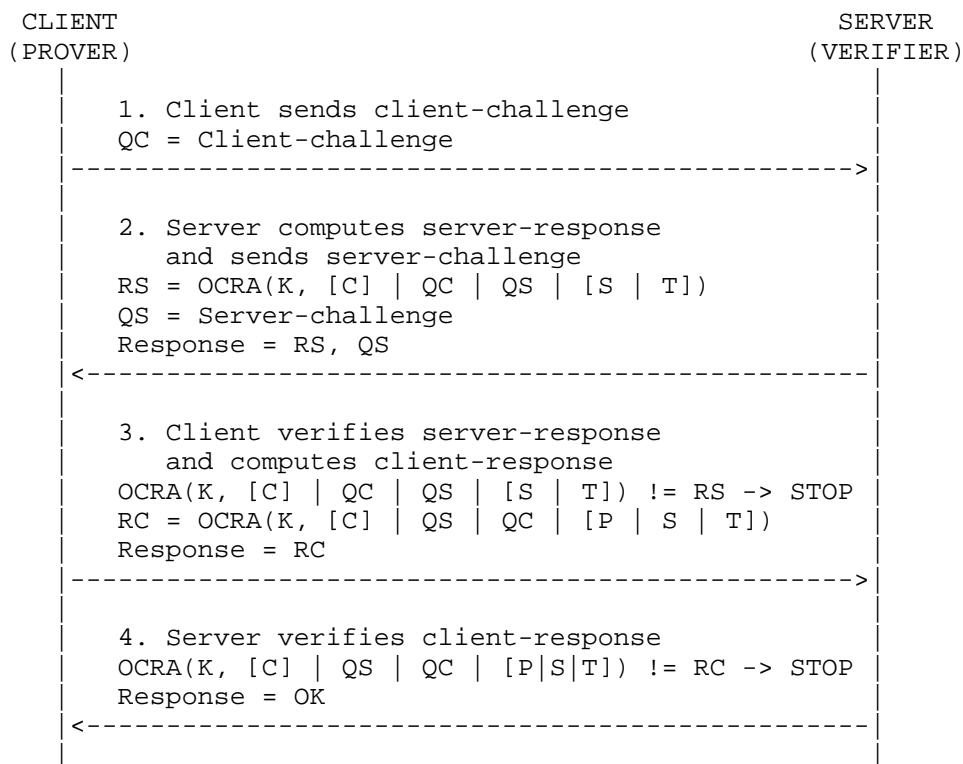 CLIENT SERVER
(PROVER) (VERIFIER)
1. Client sends client-challenge
QC = Client-challenge
2. Server computes server-response
and sends server-challenge
RS = OCRA(K, [C] | QC | QS | [S | T])
QS = Server-challenge
Response = RS, QS
3. Client verifies server-response
and computes client-response
OCRA(K, [C] | QC | QS | [S | T]) != RS -> STOP
RC = OCRA(K, [C] | QS | QC | [P | S | T])
Response = RC
4. Server verifies client-response
OCRA(K, [C] | QS | QC | [P|S|T]) != RC -> STOP
Response = OK